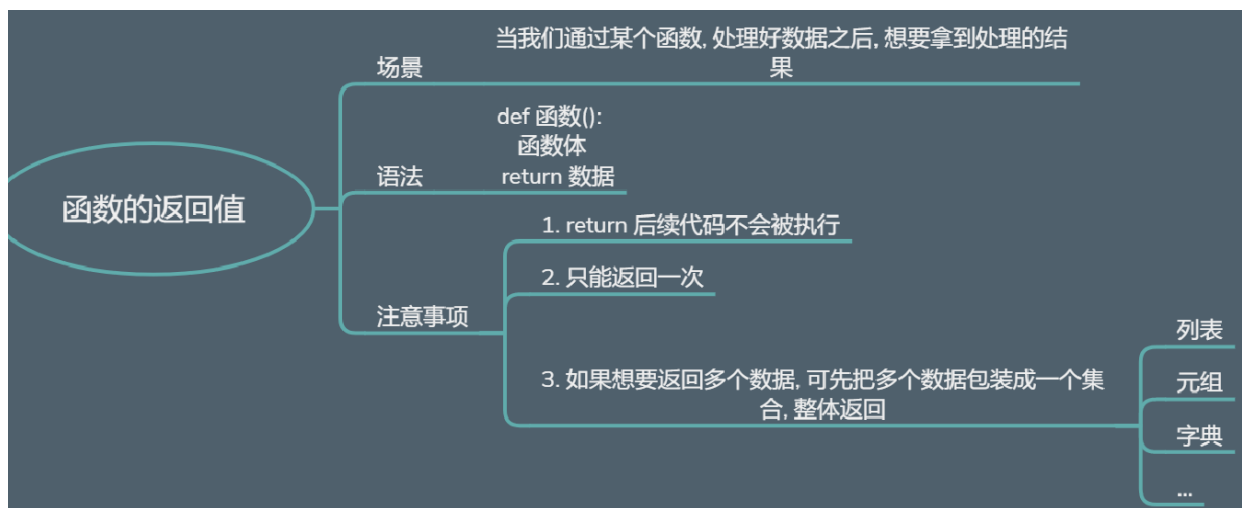 函数的返回值
场景
当我们通过某个函数, 处理好数据之后, 想要拿到处理的结
果
语法
def 函数():
函数体
return 数据
注意事项
1. return 后续代码不会被执行
2. 只能返回一次
3. 如果想要返回多个数据, 可先把多个数据包装成一个集
合, 整体返回
列表
元组
字典
...